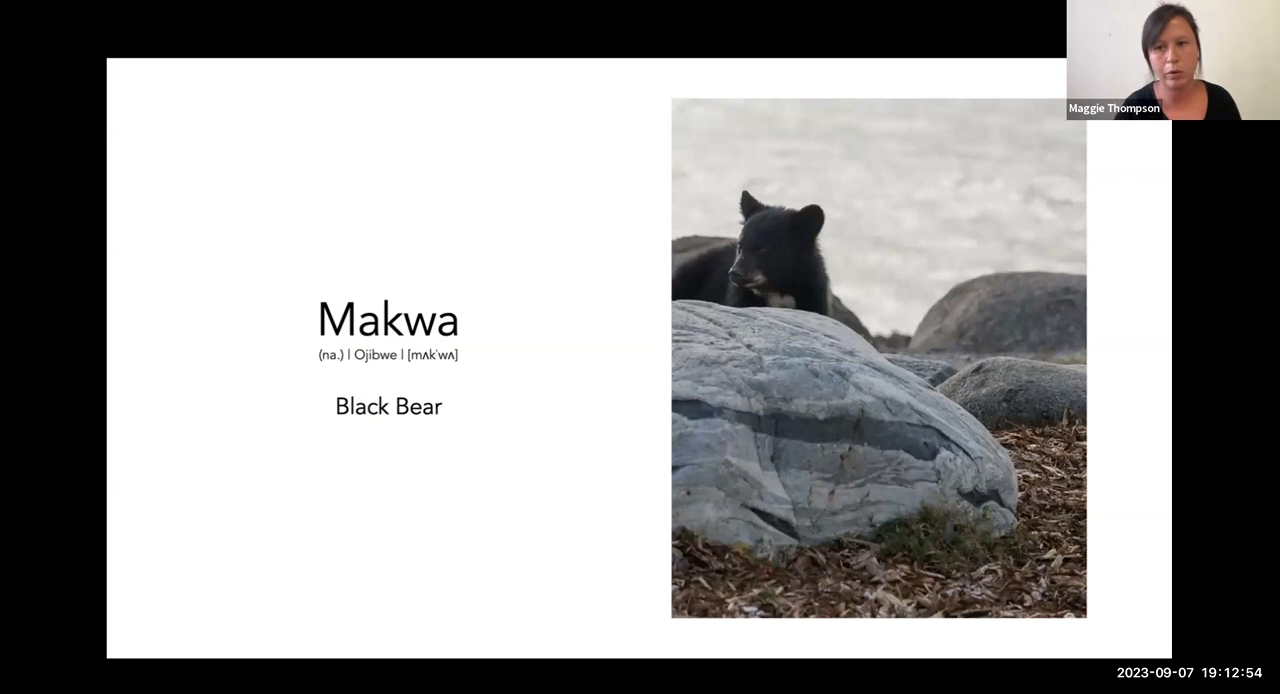 Maggie Thompson
Makwa
(na.) | Ojibwe | [mʌkˈwʌ]
Black Bear
2023-09-07 19:12:54